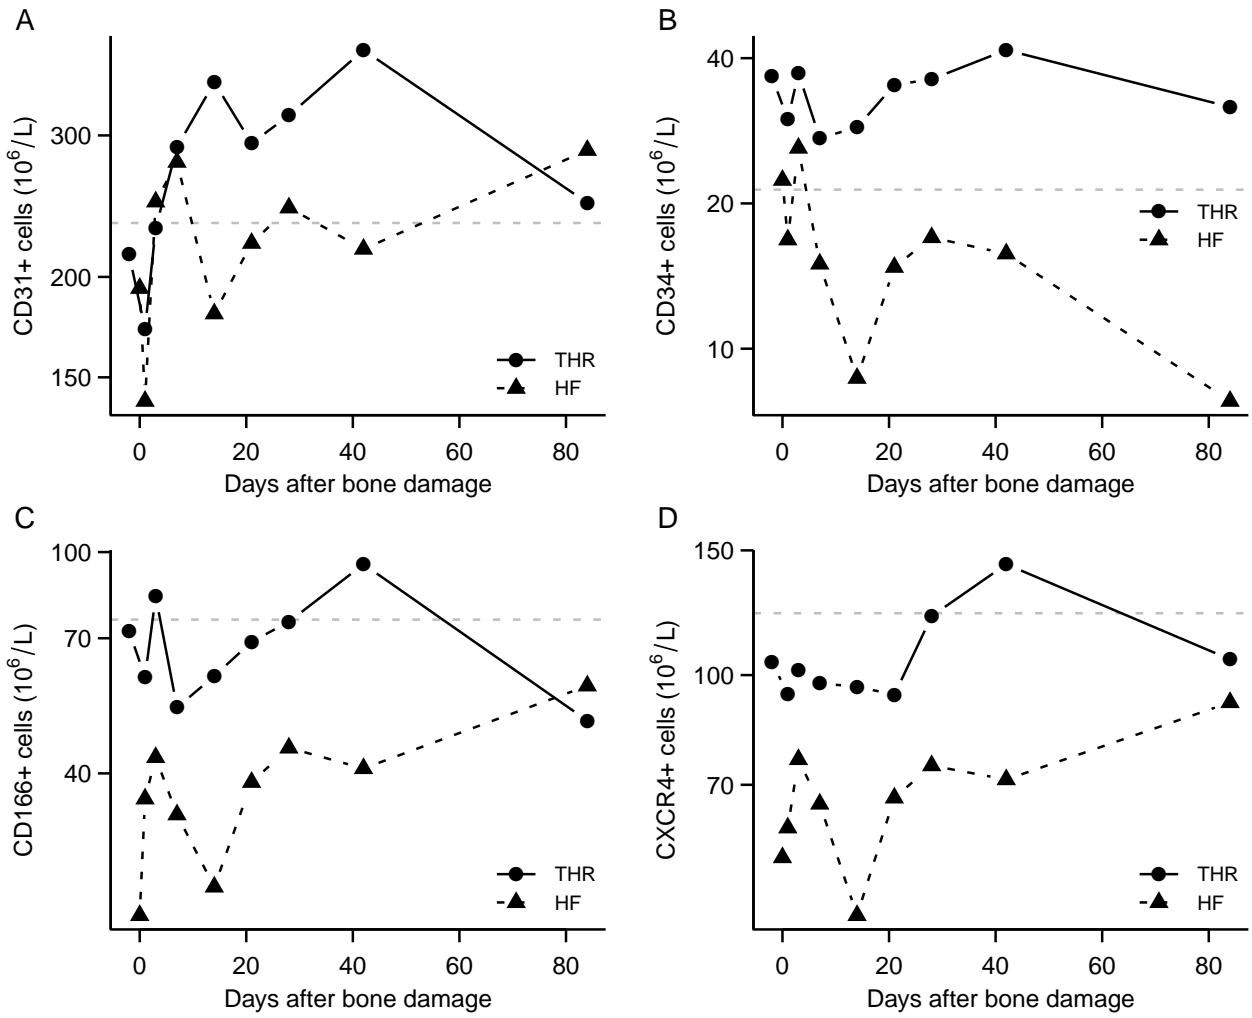 A
CD31+ cells (10^6/L)
300
200
150
THR
HF
0 20 40 60 80
Days after bone damage
B
CD34+ cells (10^6/L)
40
20
10
THR
HF
0 20 40 60 80
Days after bone damage
C
CD166+ cells (10^6/L)
100
70
40
THR
HF
0 20 40 60 80
Days after bone damage
D
CXCR4+ cells (10^6/L)
150
100
70
THR
HF
0 20 40 60 80
Days after bone damage